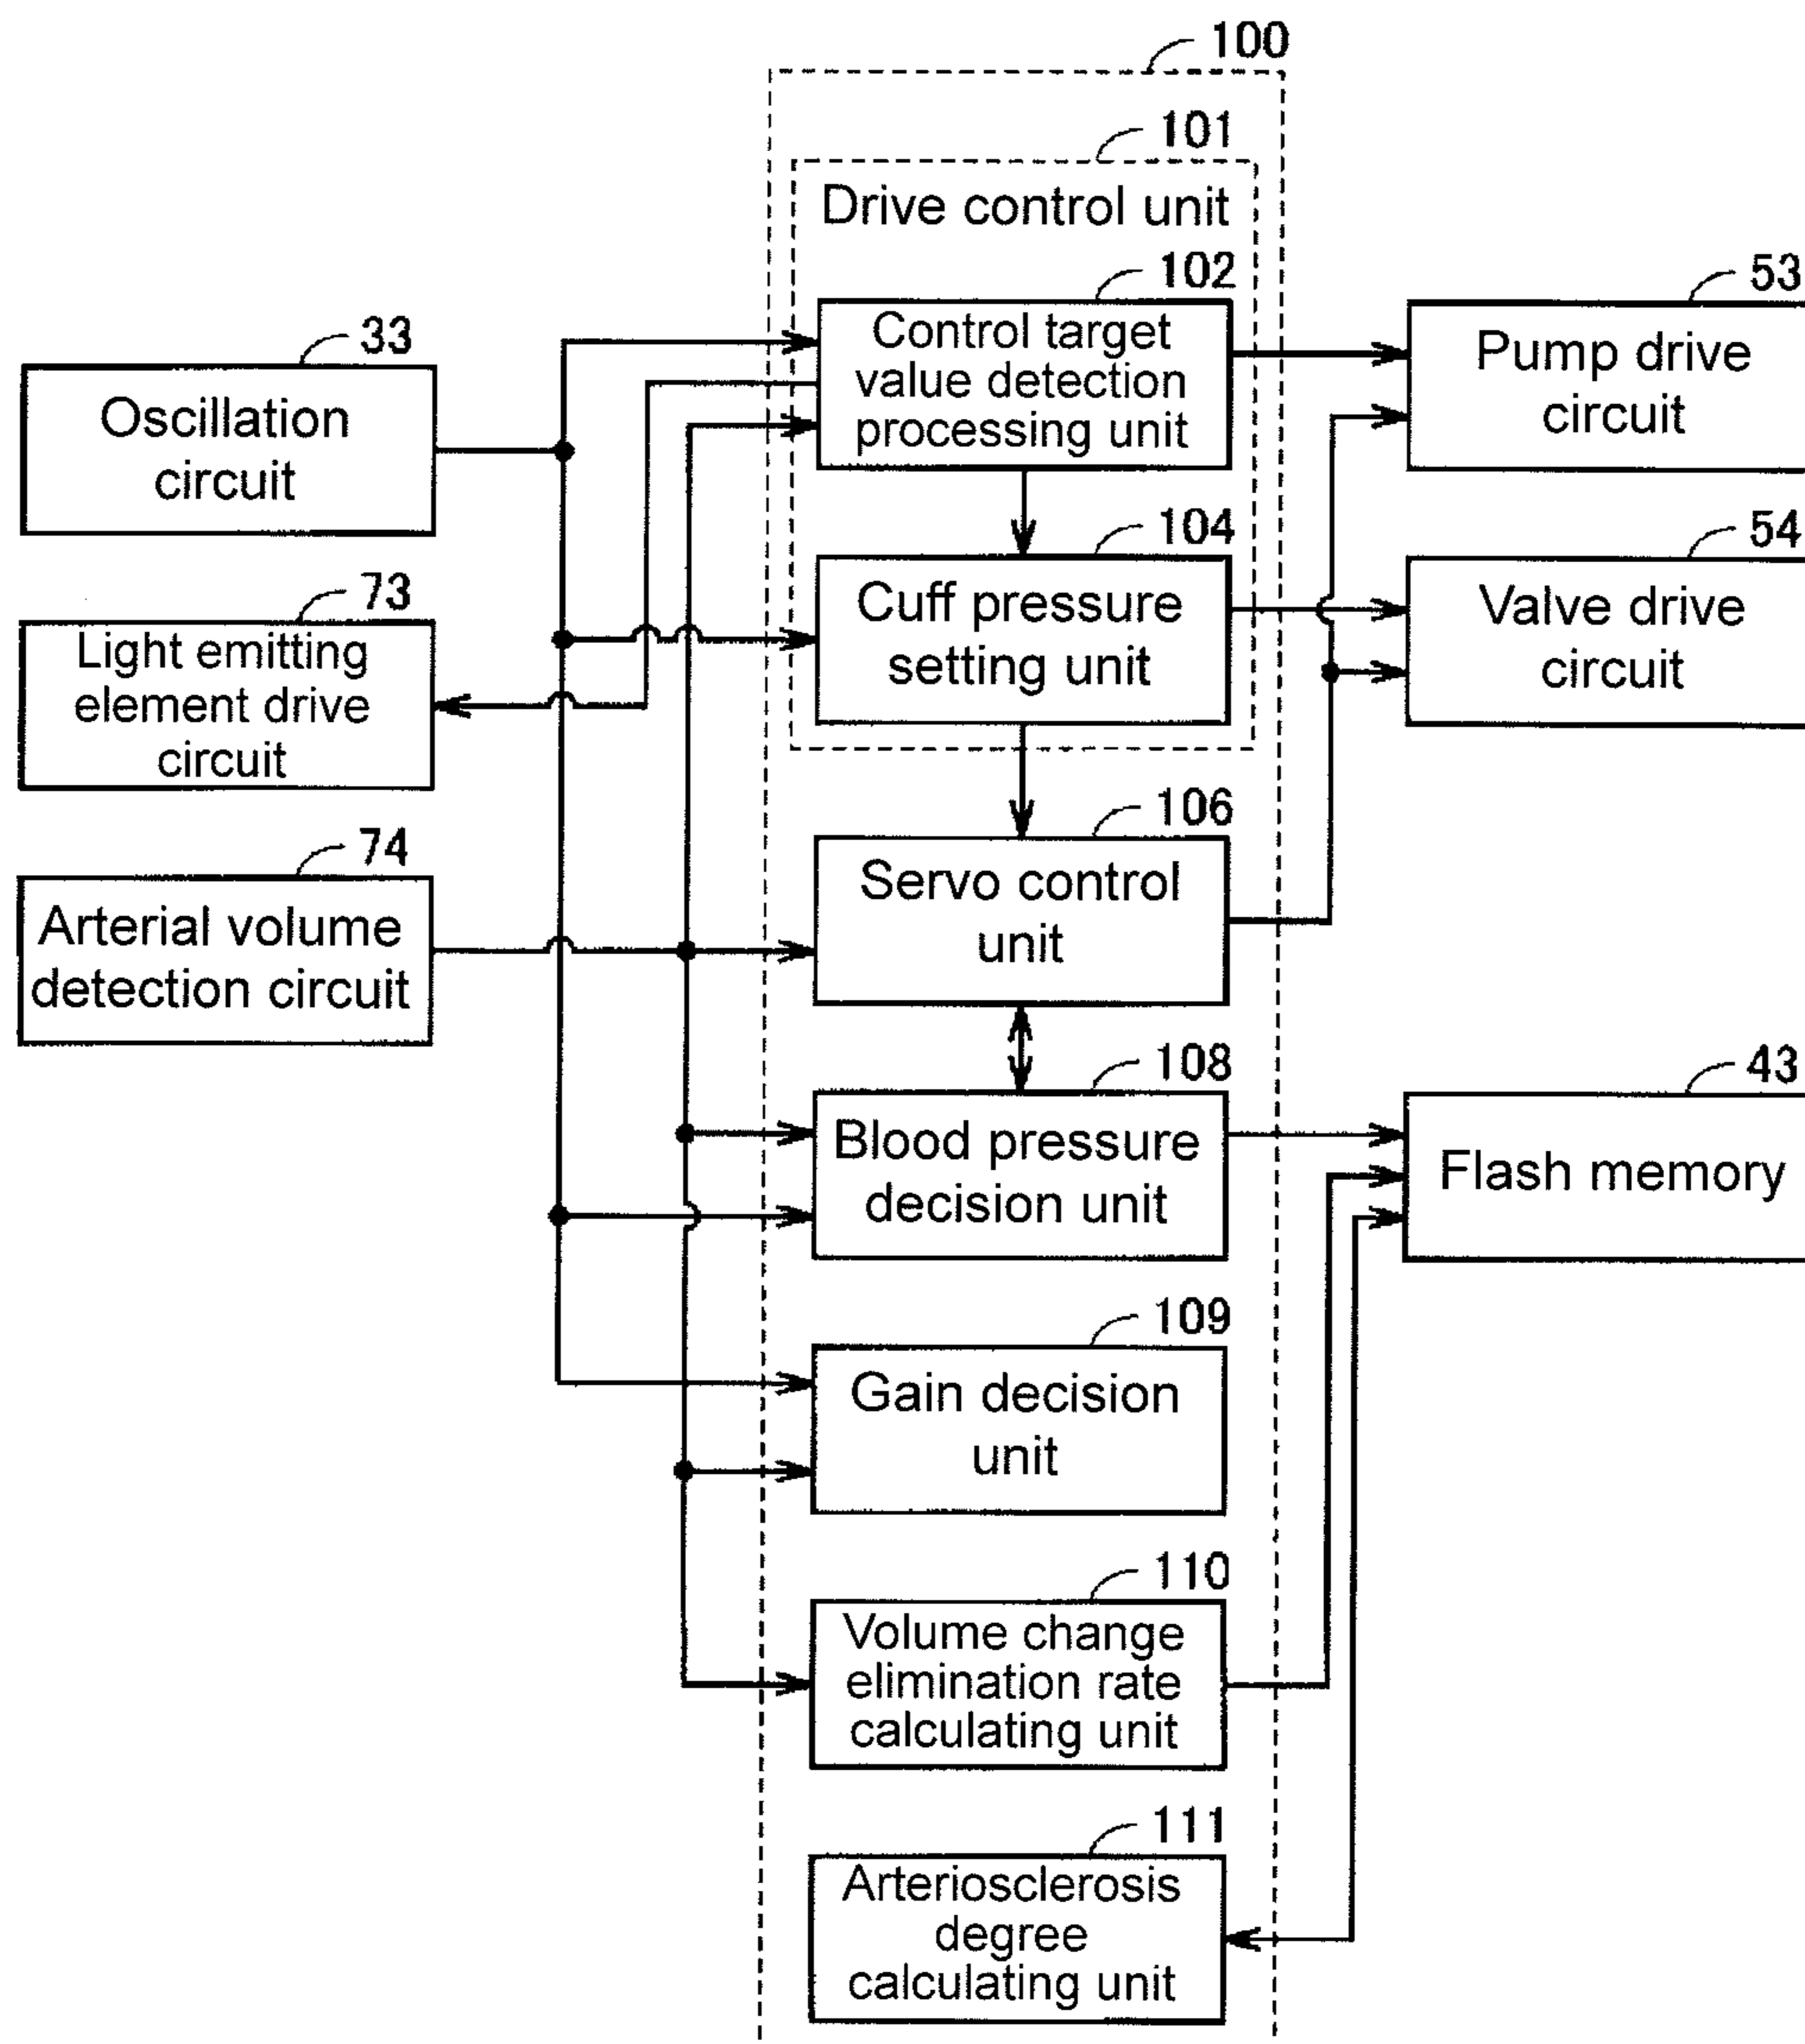 100
101
Drive control unit
102
Control target
value detection
processing unit
53
Pump drive
circuit
33
Oscillation
circuit
104
Cuff pressure
setting unit
54
Valve drive
circuit
73
Light emitting
element drive
circuit
106
Servo control
unit
74
Arterial volume
detection circuit
108
Blood pressure
decision unit
43
Flash memory
109
Gain decision
unit
110
Volume change
elimination rate
calculating unit
111
Arteriosclerosis
degree
calculating unit